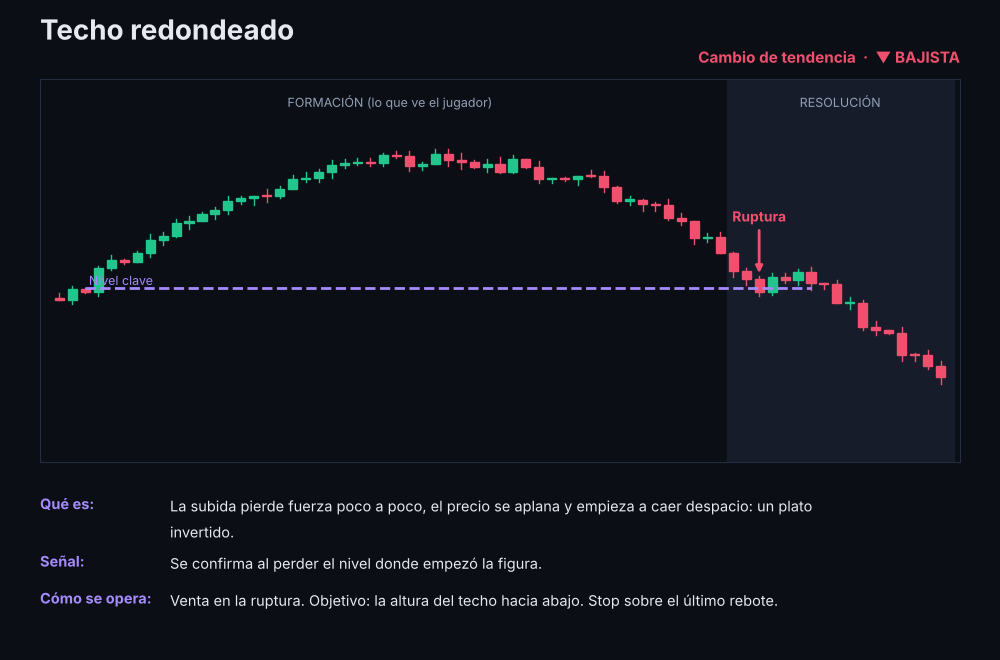 Techo redondeado
Cambio de tendencia · ▼ BAJISTA
FORMACIÓN (lo que ve el jugador)
RESOLUCIÓN
Ruptura
Nivel clave
Qué es:
La subida pierde fuerza poco a poco, el precio se aplana y empieza a caer despacio: un plato
invertido.
Señal:
Se confirma al perder el nivel donde empezó la figura.
Cómo se opera:
Venta en la ruptura. Objetivo: la altura del techo hacia abajo. Stop sobre el último rebote.